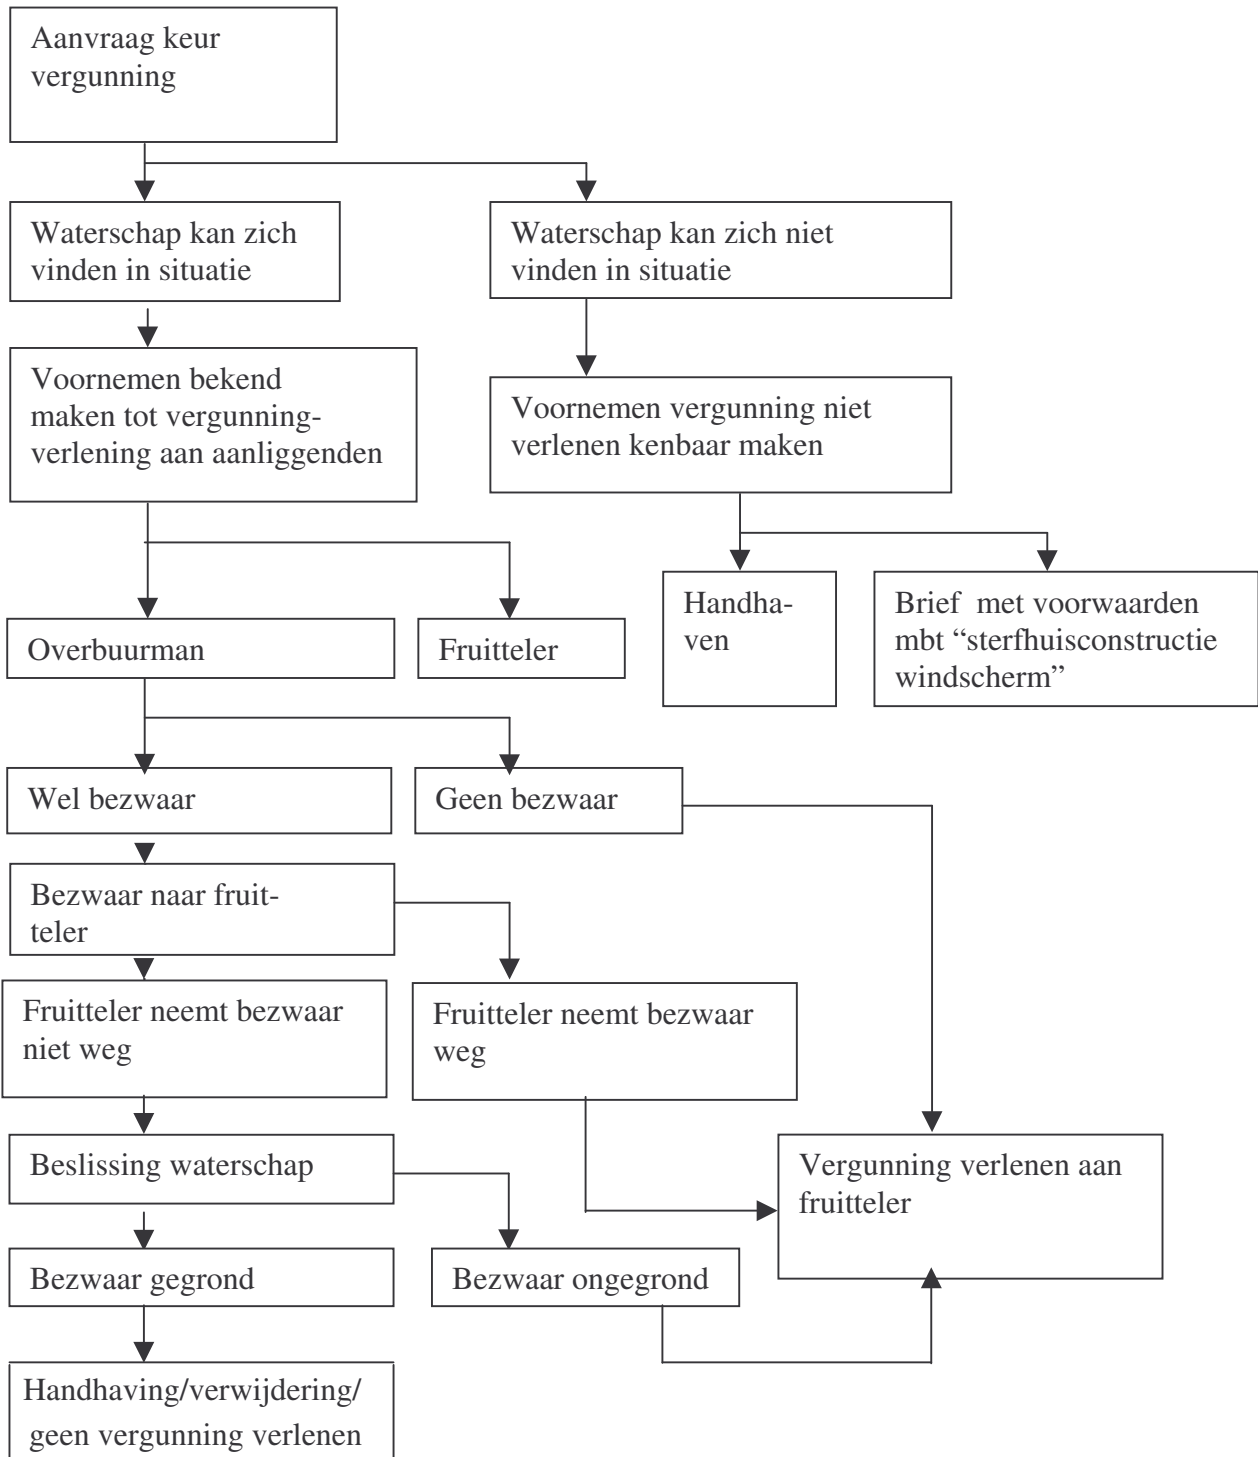 Aanvraag keur
vergunning
Waterschap kan zich
vinden in situatie
Waterschap kan zich niet
vinden in situatie
Voornemen bekend
maken tot vergunning-
verlening aan aanliggenden
Voornemen vergunning niet
verlenen kenbaar maken
Overbuurman
Fruitteler
Handha-
ven
Brief met voorwaarden
mbt “sterfhuisconstructie
windscherm”
Wel bezwaar
Geen bezwaar
Bezwaar naar fruit-
teler
Fruitteler neemt bezwaar
niet weg
Fruitteler neemt bezwaar
weg
Beslissing waterschap
Vergunning verlenen aan
fruitteler
Bezwaar gegrond
Bezwaar ongegrond
Handhaving/verwijdering/
geen vergunning verlenen